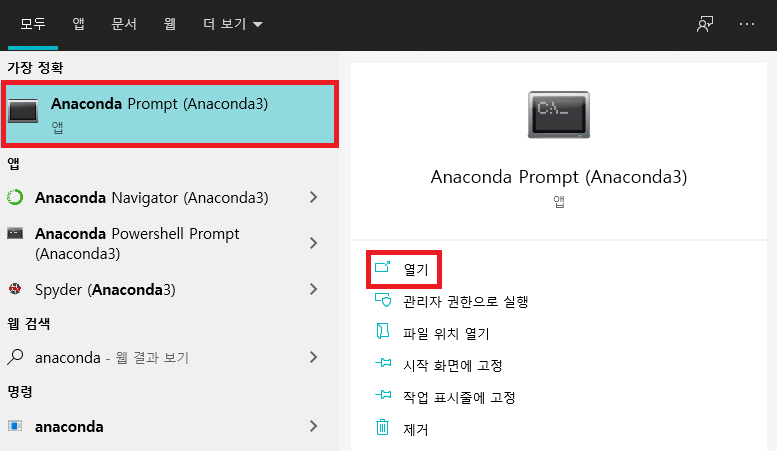 모두 앱 문서 웹 더 보기
가장 정확
Anaconda Prompt (Anaconda3)
앱
앱
Anaconda Navigator (Anaconda3)
Anaconda Powershell Prompt
(Anaconda3)
Spyder (Anaconda3)
웹 검색
anaconda - 웹 결과 보기
명령
anaconda
C:\_
Anaconda Prompt (Anaconda3)
앱
열기
관리자 권한으로 실행
파일 위치 열기
시작 화면에 고정
작업 표시줄에 고정
제거